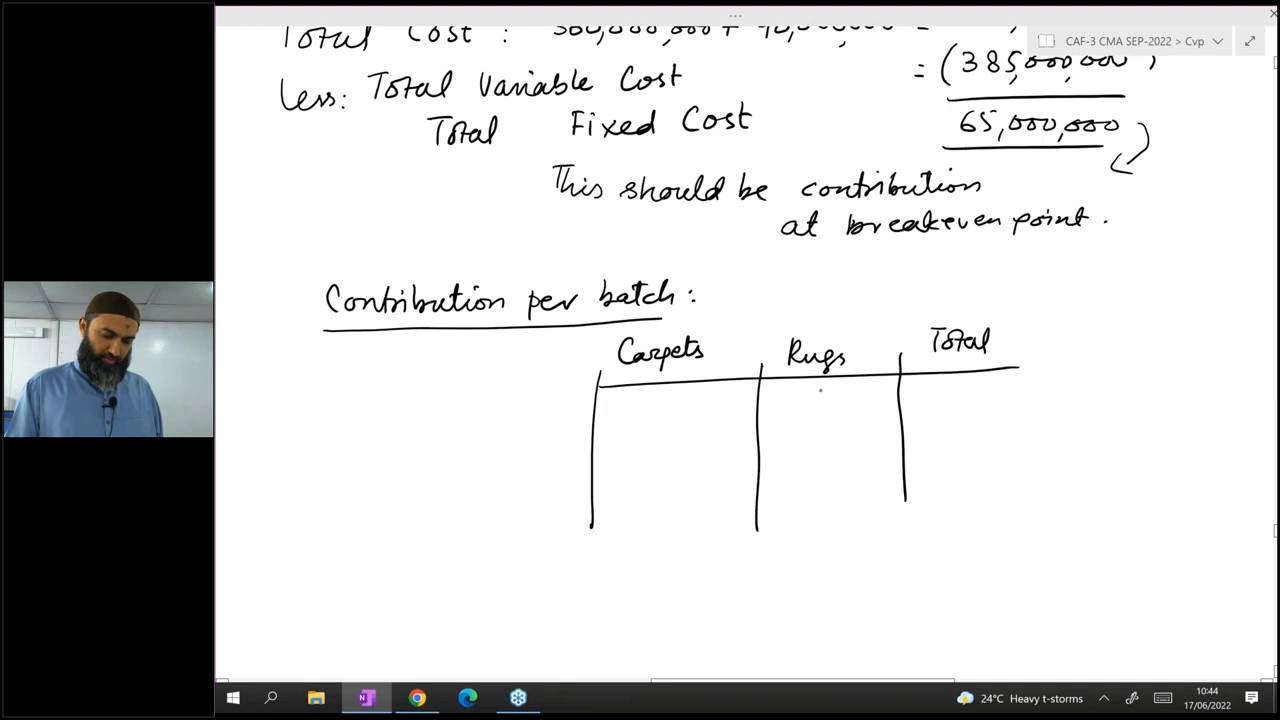 Total Cost :
CAF-3 CMA SEP-2022 > Cvp
less: Total Variable Cost = (385,000,000)
Total Fixed Cost 65,000,000
This should be contribution
at breakeven point.
Contribution per batch:
Carpets Rugs Total
24°C Heavy t-storms
10:44
17/06/2022